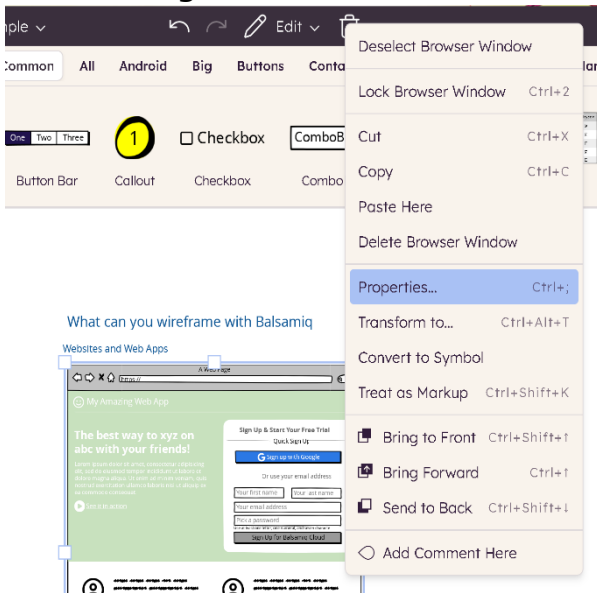 mple
Edit
Common All Android Big Buttons Conta
One Two Three
1
Checkbox
ComboB
Button Bar Callout Checkbox Combo
Deselect Browser Window
Lock Browser Window Ctrl+2
Cut Ctrl+X
Copy Ctrl+C
Paste Here
Delete Browser Window
Properties... Ctrl+;
Transform to... Ctrl+Alt+T
Convert to Symbol
Treat as Markup Ctrl+Shift+K
Bring to Front Ctrl+Shift+↑
Bring Forward Ctrl+↑
Send to Back Ctrl+Shift+↓
Add Comment Here
What can you wireframe with Balsamiq
Websites and Web Apps
A Web Page
https://
My Amazing Web App
The best way to xyz on
abc with your friends!
See it in action
Sign Up & Start Your Free Trial
Quick Sign Up
Sign up with Google
Or use your email address
Your first name Your last name
Your email address
Pick a password
Sign Up for Balsamiq Cloud